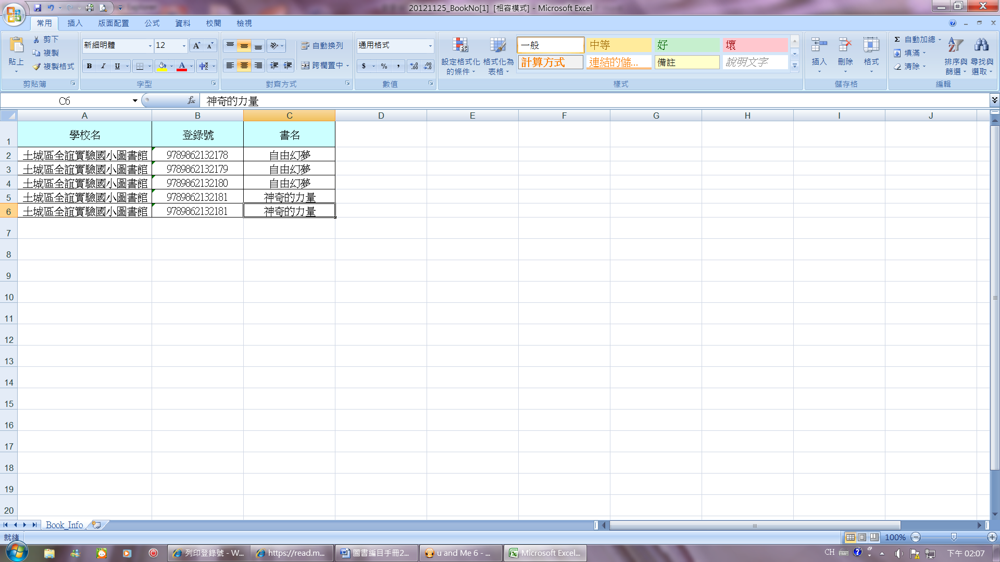 20121125_BookNo[1] [相容模式] - Microsoft Excel
常用 插入 版面配置 公式 資料 校閱 檢視
貼上
剪下
複製
複製格式
剪貼簿
新細明體 12
B I U
字型
自動換列
跨欄置中
對齊方式
通用格式
$ % ,
數值
設定格式化的條件
格式化為表格
一般 中等 好 壞
計算方式 連結的儲... 備註 說明文字
樣式
插入 刪除 格式
儲存格
Σ 自動加總
填滿
清除
排序與篩選
尋找與選取
編輯
C6 fx 神奇的力量
A B C D E F G H I J
1 學校名 登錄號 書名
2 土城區全誼實驗國小圖書館 9789862132178 自由幻夢
3 土城區全誼實驗國小圖書館 9789862132179 自由幻夢
4 土城區全誼實驗國小圖書館 9789862132180 自由幻夢
5 土城區全誼實驗國小圖書館 9789862132181 神奇的力量
6 土城區全誼實驗國小圖書館 9789862132181 神奇的力量
7
8
9
10
11
12
13
14
15
16
17
18
19
20
Book_Info
就緒 100%
列印登錄號 - W... https://read.m... 圖書編目手冊2... u and Me 6 - ... Microsoft Excel... CH 下午 02:07